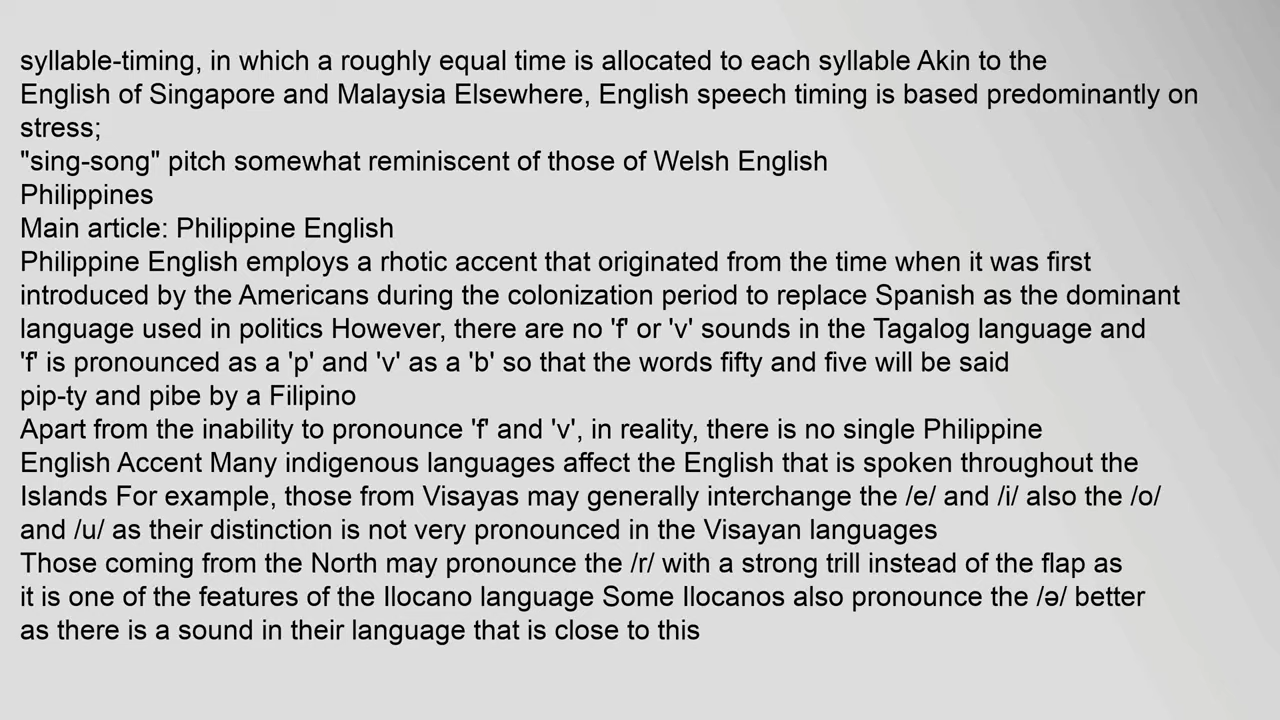 syllable-timing, in which a roughly equal time is allocated to each syllable Akin to the
English of Singapore and Malaysia Elsewhere, English speech timing is based predominantly on
stress;
"sing-song" pitch somewhat reminiscent of those of Welsh English
Philippines
Main article: Philippine English
Philippine English employs a rhotic accent that originated from the time when it was first
introduced by the Americans during the colonization period to replace Spanish as the dominant
language used in politics However, there are no 'f' or 'v' sounds in the Tagalog language and
'f' is pronounced as a 'p' and 'v' as a 'b' so that the words fifty and five will be said
pip-ty and pibe by a Filipino
Apart from the inability to pronounce 'f' and 'v', in reality, there is no single Philippine
English Accent Many indigenous languages affect the English that is spoken throughout the
Islands For example, those from Visayas may generally interchange the /e/ and /i/ also the /o/
and /u/ as their distinction is not very pronounced in the Visayan languages
Those coming from the North may pronounce the /r/ with a strong trill instead of the flap as
it is one of the features of the Ilocano language Some Ilocanos also pronounce the /ə/ better
as there is a sound in their language that is close to this